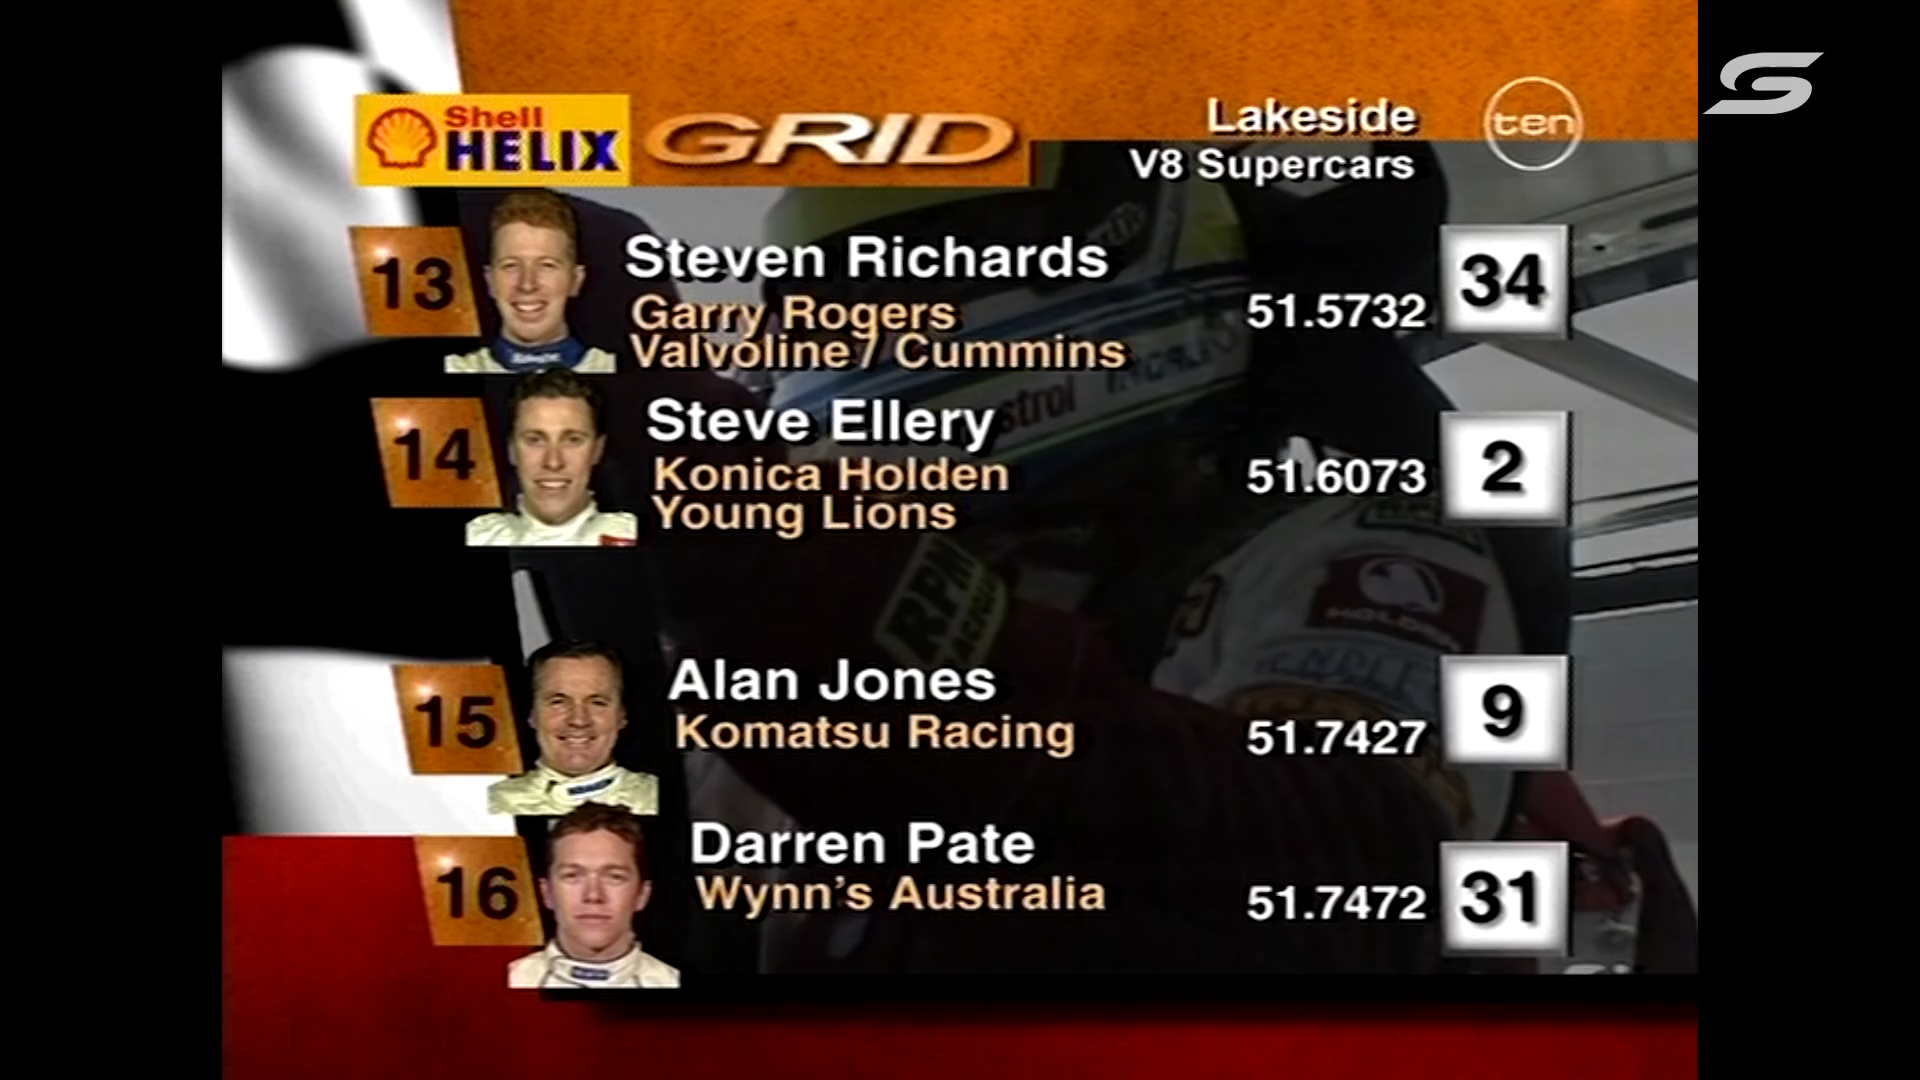 Shell
HELIX
GRID
Lakeside
V8 Supercars
ten
13
Steven Richards
Garry Rogers
Valvoline / Cummins
51.5732
34
14
Steve Ellery
Konica Holden
Young Lions
51.6073
2
15
Alan Jones
Komatsu Racing
51.7427
9
16
Darren Pate
Wynn's Australia
51.7472
31
RPM
HOLDEN